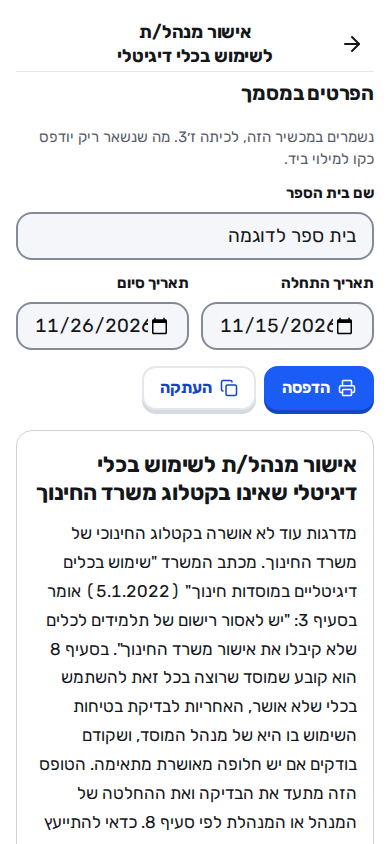 אישור מנהל/ת
לשימוש בכלי דיגיטלי
הפרטים במסמך
נשמרים במכשיר הזה, לכיתה ז׳3. מה שנשאר ריק יודפס
כקו למילוי ביד.
שם בית הספר
בית ספר לדוגמה
תאריך התחלה
תאריך סיום
11/15/2026
11/26/2026
הדפסה
העתקה
אישור מנהל/ת לשימוש בכלי
דיגיטלי שאינו בקטלוג משרד החינוך
מדרגות עוד לא אושרה בקטלוג החינוכי של
משרד החינוך. מכתב המשרד "שימוש בכלים
דיגיטליים במוסדות חינוך" (5.1.2022) אומר
בסעיף 3: "יש לאסור רישום של תלמידים לכלים
שלא קיבלו את אישור משרד החינוך". בסעיף 8
הוא קובע שמוסד שרוצה בכל זאת להשתמש
בכלי שלא אושר, האחריות לבדיקת בטיחות
השימוש בו היא של מנהל המוסד, ושקודם
בודקים אם יש חלופה מאושרת מתאימה. הטופס
הזה מתעד את הבדיקה ואת ההחלטה של
המנהל או המנהלת לפי סעיף 8. כדאי להתייעץ